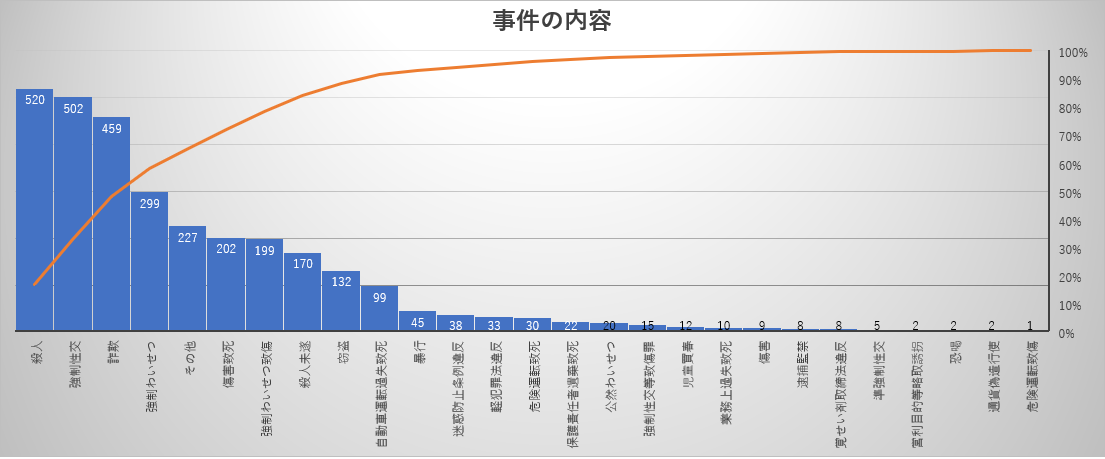 事件の内容
100%
90%
80%
70%
60%
50%
40%
30%
20%
10%
0%
520
502
459
299
227
202
199
170
132
99
45
38
33
30
22
20
15
12
10
9
8
8
5
2
2
2
1
殺人
強制性交
詐欺
強制わいせつ
その他
傷害致死
強制わいせつ致傷
殺人未遂
窃盗
自動車運転過失致死
暴行
迷惑防止条例違反
軽犯罪法違反
危険運転致死
保護責任者遺棄致死
公然わいせつ
強制性交等致傷罪
児童買春
業務上過失致死
傷害
逮捕監禁
覚せい剤取締法違反
準強制性交
営利目的等略取誘拐
恐喝
通貨偽造行使
危険運転致傷